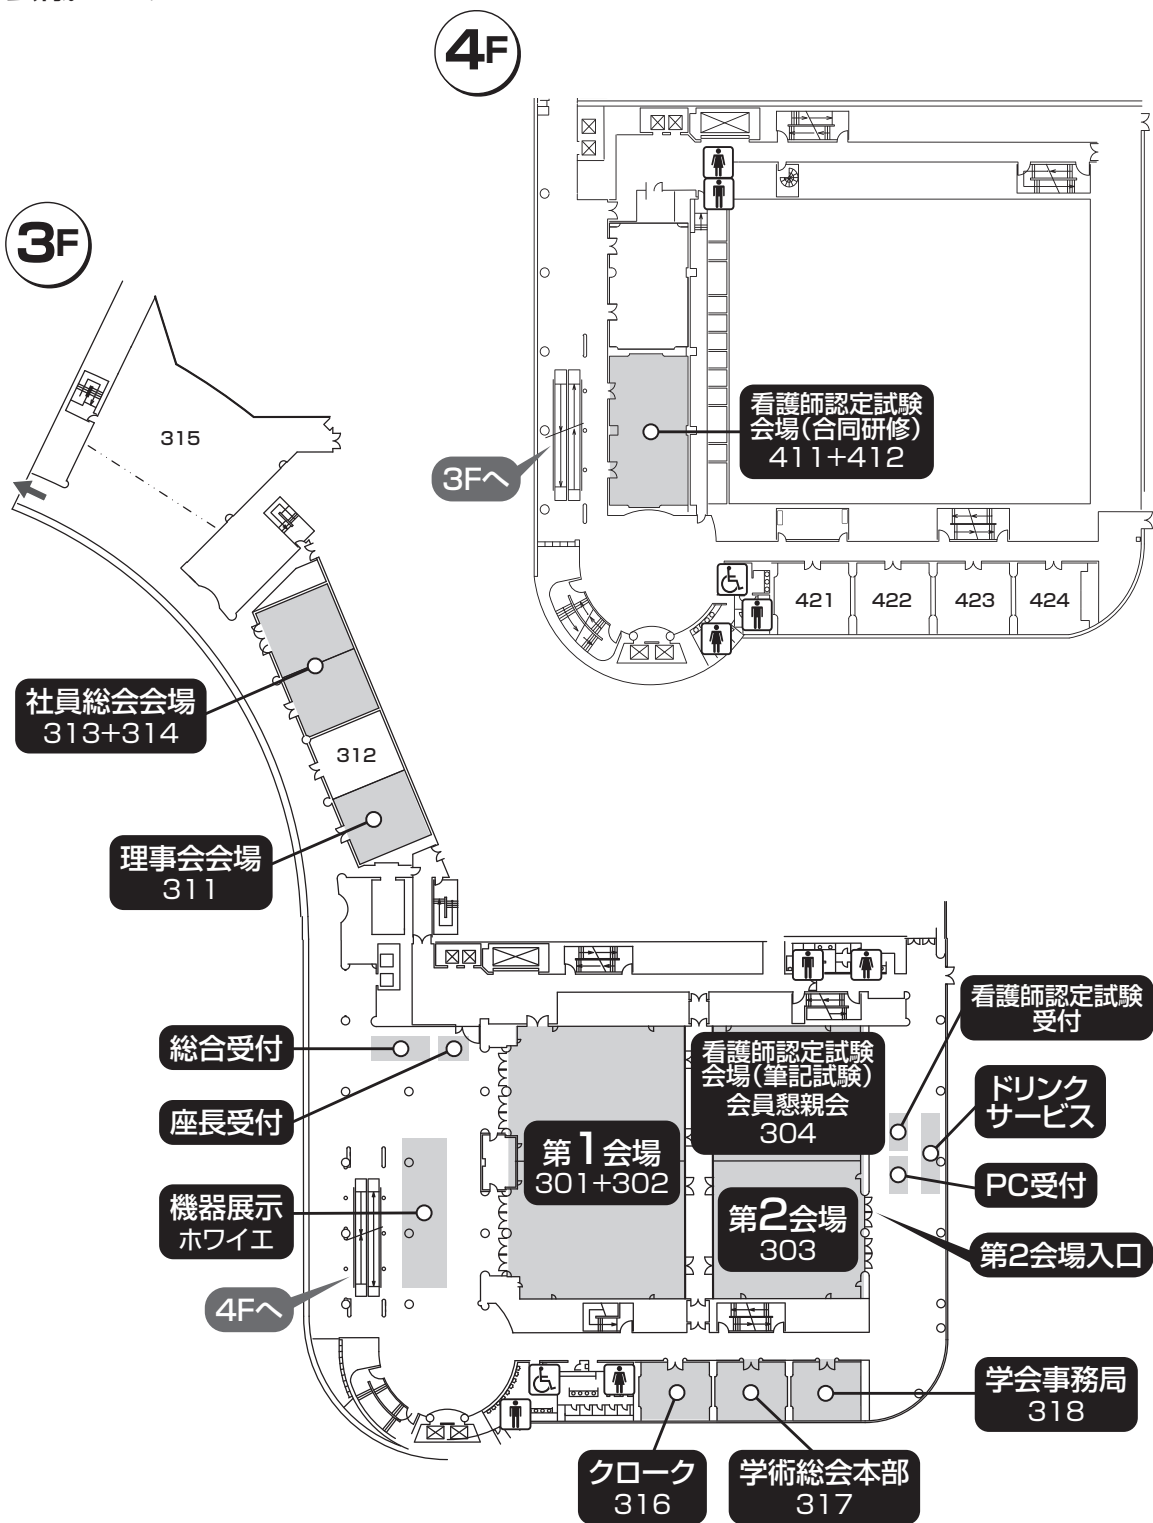 4F
看護師認定試験
会場(合同研修)
411+412
3Fへ
421
422
423
424
3F
315
社員総会会場
313+314
312
理事会会場
311
総合受付
座長受付
機器展示
ホワイエ
4Fへ
第1会場
301+302
看護師認定試験
会場(筆記試験)
会員懇親会
304
第2会場
303
看護師認定試験
受付
ドリンク
サービス
PC受付
第2会場入口
学会事務局
318
クローク
316
学術総会本部
317